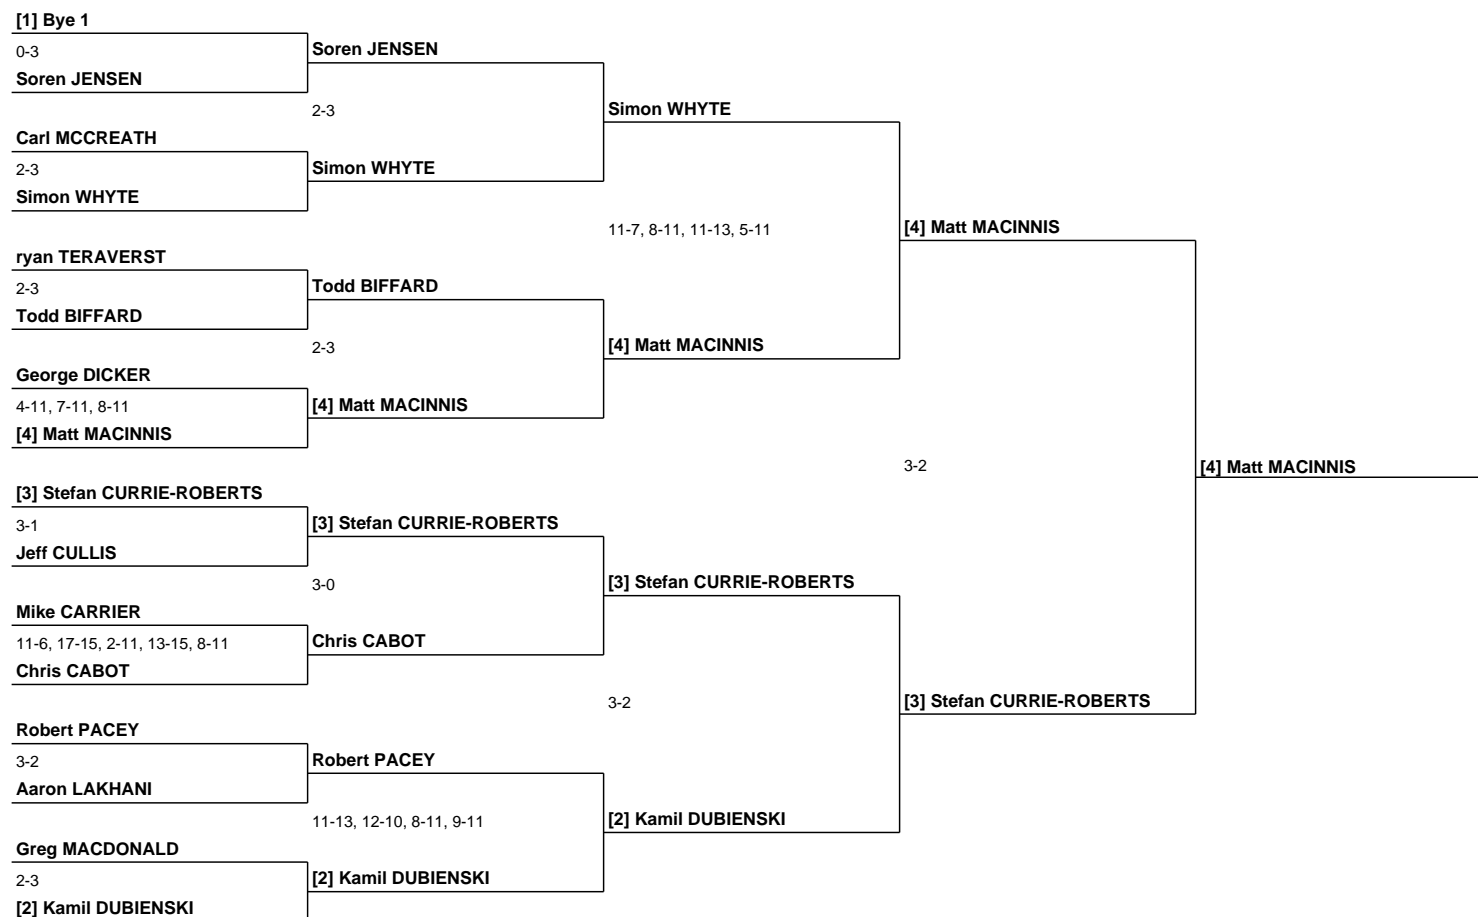 [1] Bye 1
0-3
Soren JENSEN
Carl MCCREATH
2-3
Simon WHYTE
ryan TERAVERST
2-3
Todd BIFFARD
George DICKER
4-11, 7-11, 8-11
[4] Matt MACINNIS
[3] Stefan CURRIE-ROBERTS
3-1
Jeff CULLIS
Mike CARRIER
11-6, 17-15, 2-11, 13-15, 8-11
Chris CABOT
Robert PACEY
3-2
Aaron LAKHANI
Greg MACDONALD
2-3
[2] Kamil DUBIENSKI
Soren JENSEN
2-3
Simon WHYTE
Todd BIFFARD
2-3
[4] Matt MACINNIS
[3] Stefan CURRIE-ROBERTS
3-0
Chris CABOT
Robert PACEY
11-13, 12-10, 8-11, 9-11
[2] Kamil DUBIENSKI
Simon WHYTE
11-7, 8-11, 11-13, 5-11
[4] Matt MACINNIS
[3] Stefan CURRIE-ROBERTS
3-2
[2] Kamil DUBIENSKI
[4] Matt MACINNIS
3-2
[3] Stefan CURRIE-ROBERTS
[4] Matt MACINNIS